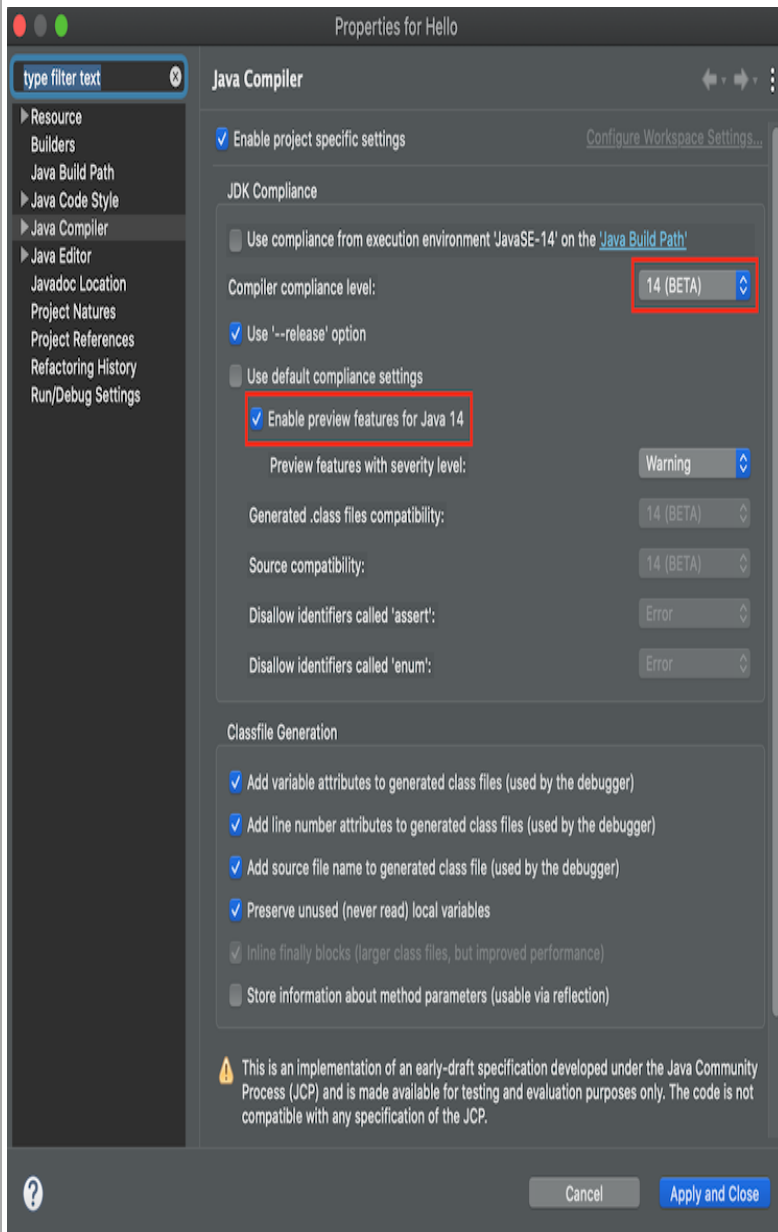 Properties for Hello
type filter text
Resource
Builders
Java Build Path
Java Code Style
Java Compiler
Java Editor
Javadoc Location
Project Natures
Project References
Refactoring History
Run/Debug Settings
Java Compiler
Enable project specific settings
Configure Workspace Settings...
JDK Compliance
Use compliance from execution environment 'JavaSE-14' on the 'Java Build Path'
Compiler compliance level:
14 (BETA)
Use '--release' option
Use default compliance settings
Enable preview features for Java 14
Preview features with severity level:
Warning
Generated .class files compatibility:
14 (BETA)
Source compatibility:
14 (BETA)
Disallow identifiers called 'assert':
Error
Disallow identifiers called 'enum':
Error
Classfile Generation
Add variable attributes to generated class files (used by the debugger)
Add line number attributes to generated class files (used by the debugger)
Add source file name to generated class file (used by the debugger)
Preserve unused (never read) local variables
Inline finally blocks (larger class files, but improved performance)
Store information about method parameters (usable via reflection)
This is an implementation of an early-draft specification developed under the Java Community
Process (JCP) and is made available for testing and evaluation purposes only. The code is not
compatible with any specification of the JCP.
?
Cancel
Apply and Close